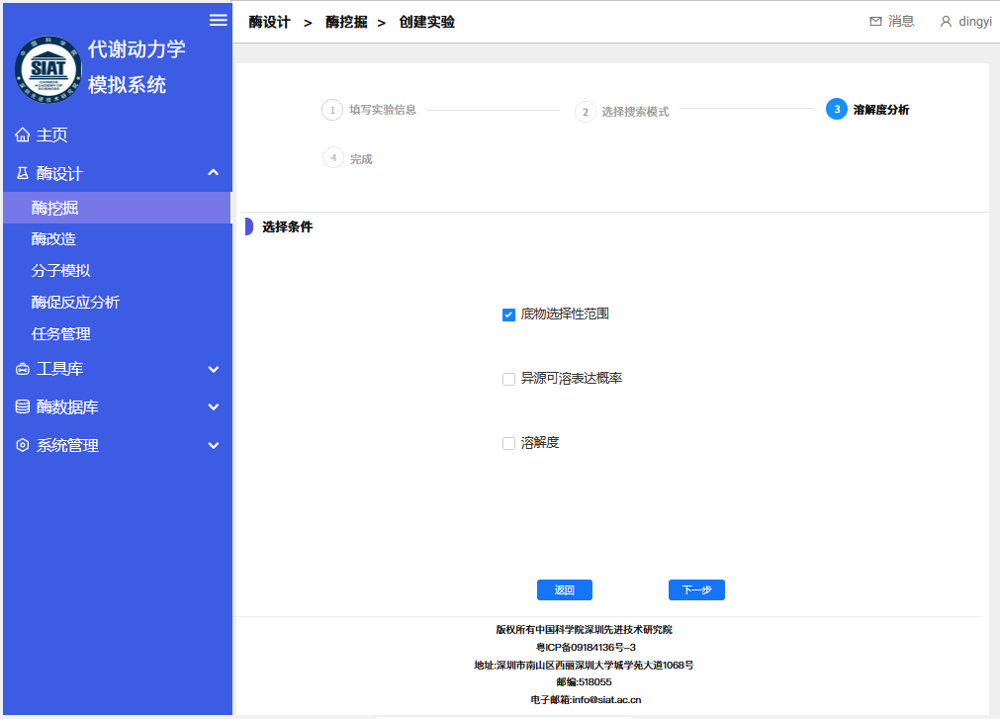 酶设计 > 酶挖掘 > 创建实验
消息
dingyi
SIAT
代谢动力学
模拟系统
主页
酶设计
酶挖掘
酶改造
分子模拟
酶促反应分析
任务管理
工具库
酶数据库
系统管理
1 填写实验信息
2 选择搜索模式
3 溶解度分析
4 完成
选择条件
底物选择性范围
异源可溶表达概率
溶解度
返回
下一步
版权所有中国科学院深圳先进技术研究院
粤ICP备09184136号-3
地址:深圳市南山区西丽深圳大学城学苑大道1068号
邮编:518055
电子邮箱:info@siat.ac.cn